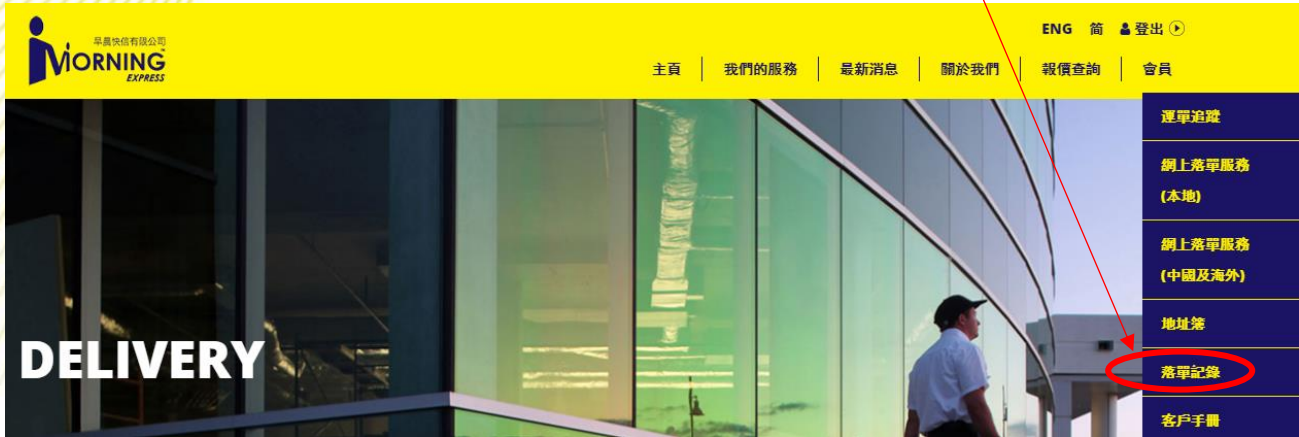 早晨快信有限公司
MORNING
EXPRESS
ENG 简 登出
主頁 我們的服務 最新消息 關於我們 報價查詢 會員
運單追蹤
網上落單服務
(本地)
網上落單服務
(中國及海外)
地址簿
DELIVERY
落單記錄
客戶手冊